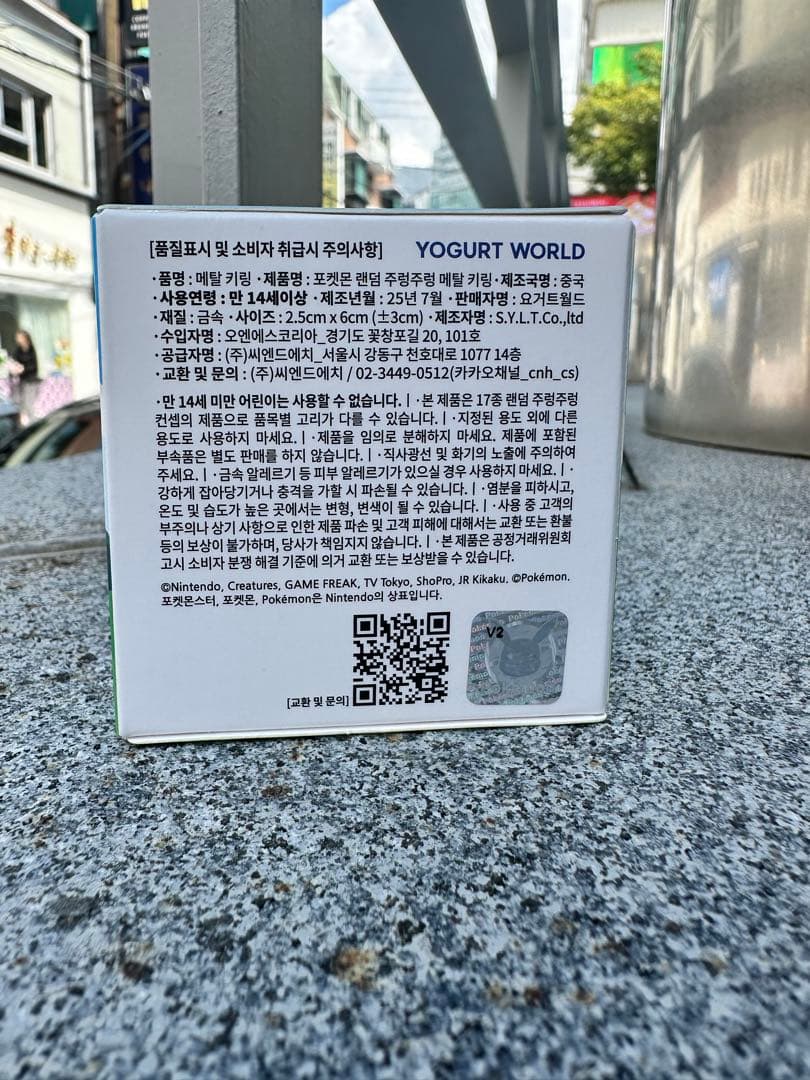 [품질표시 및 소비자 취급시 주의사항] YOGURT WORLD
·품명 : 메탈 키링 ·제품명 : 포켓몬 랜덤 주렁주렁 메탈 키링 ·제조국명 : 중국
·사용연령 : 만 14세이상 ·제조년월 : 25년 7월 ·판매자명 : 요거트월드
·재질 : 금속 ·사이즈 : 2.5cm x 6cm (±3cm) ·제조자명 : S.Y.L.T.Co.,ltd
·수입자명 : 오엔에스코리아_경기도 꽃창포길 20, 101호
·공급자명 : (주)씨엔드에치_서울시 강동구 천호대로 1077 14층
·교환 및 문의 : (주)씨엔드에치 / 02-3449-0512(카카오채널_cnh_cs)
·만 14세 미만 어린이는 사용할 수 없습니다. | ·본 제품은 17종 랜덤 주렁주렁
컨셉의 제품으로 품목별 고리가 다를 수 있습니다. | ·지정된 용도 외에 다른
용도로 사용하지 마세요. | ·제품을 임의로 분해하지 마세요. 제품에 포함된
부속품은 별도 판매를 하지 않습니다. | ·직사광선 및 화기의 노출에 주의하여
주세요. | ·금속 알레르기 등 피부 알레르기가 있으실 경우 사용하지 마세요. | ·
강하게 잡아당기거나 충격을 가할 시 파손될 수 있습니다. | ·염분을 피하시고,
온도 및 습도가 높은 곳에서는 변형, 변색이 될 수 있습니다. | ·사용 중 고객의
부주의나 상기 사항으로 인한 제품 파손 및 고객 피해에 대해서는 교환 또는 환불
등의 보상이 불가하며, 당사가 책임지지 않습니다. | ·본 제품은 공정거래위원회
고시 소비자 분쟁 해결 기준에 의거 교환 또는 보상받을 수 있습니다.
©Nintendo, Creatures, GAME FREAK, TV Tokyo, ShoPro, JR Kikaku. ©Pokémon.
포켓몬스터, 포켓몬, Pokémon은 Nintendo의 상표입니다.
V2
[교환 및 문의]